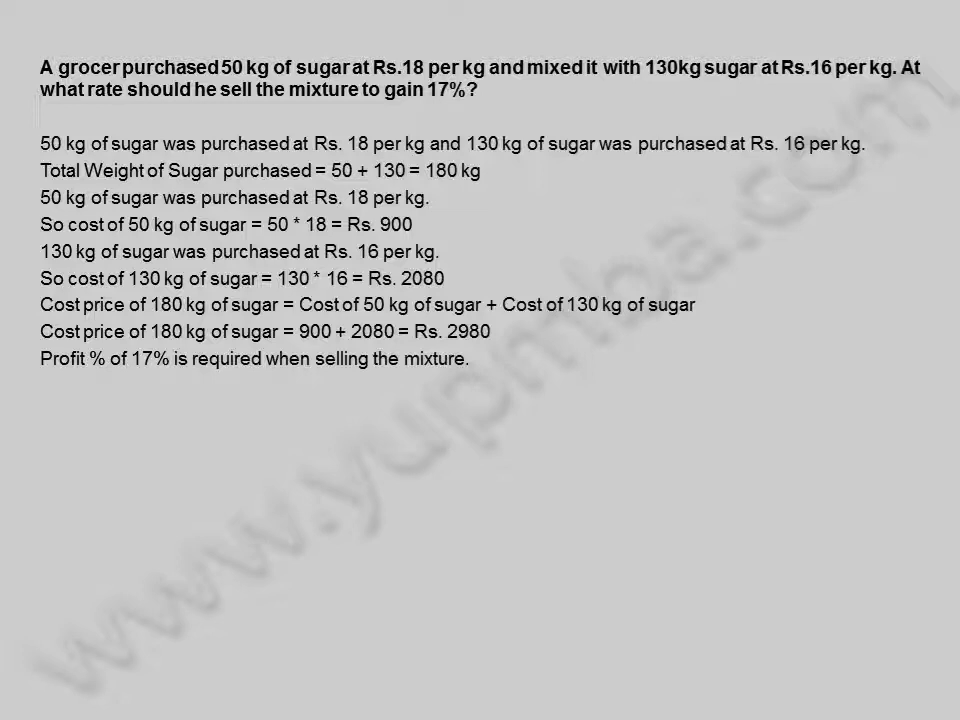 A grocer purchased 50 kg of sugar at Rs.18 per kg and mixed it with 130kg sugar at Rs.16 per kg. At
what rate should he sell the mixture to gain 17%?
50 kg of sugar was purchased at Rs. 18 per kg and 130 kg of sugar was purchased at Rs. 16 per kg.
Total Weight of Sugar purchased = 50 + 130 = 180 kg
50 kg of sugar was purchased at Rs. 18 per kg.
So cost of 50 kg of sugar = 50 * 18 = Rs. 900
130 kg of sugar was purchased at Rs. 16 per kg.
So cost of 130 kg of sugar = 130 * 16 = Rs. 2080
Cost price of 180 kg of sugar = Cost of 50 kg of sugar + Cost of 130 kg of sugar
Cost price of 180 kg of sugar = 900 + 2080 = Rs. 2980
Profit % of 17% is required when selling the mixture.
www.yupmba.com